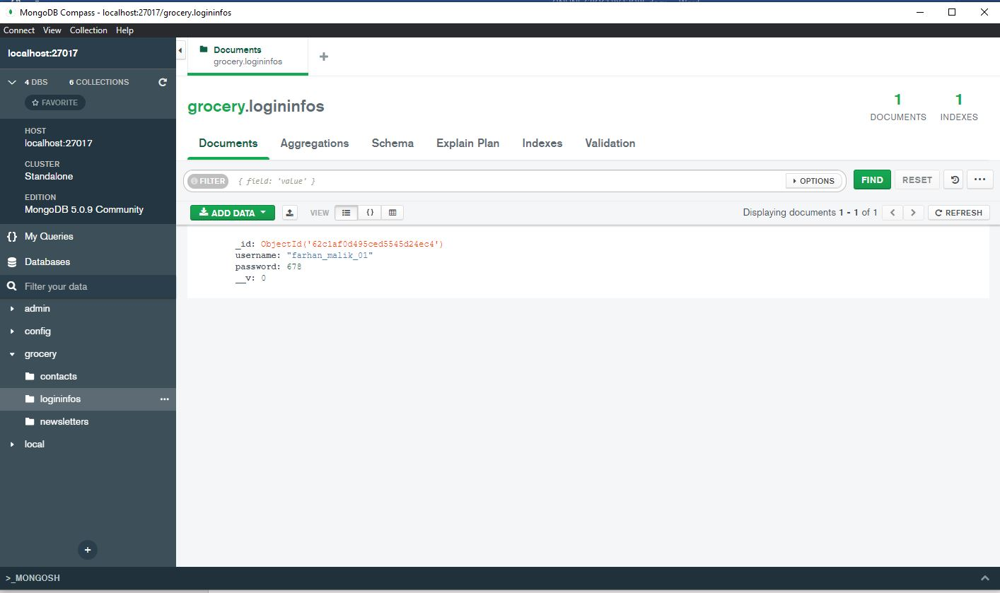 MongoDB Compass - localhost:27017/grocery.logininfos
Connect View Collection Help
localhost:27017
4 DBS 6 COLLECTIONS
FAVORITE
HOST
localhost:27017
CLUSTER
Standalone
EDITION
MongoDB 5.0.9 Community
{} My Queries
Databases
Filter your data
admin
config
grocery
contacts
logininfos
newsletters
local
Documents
grocery.logininfos
grocery.logininfos
1
DOCUMENTS
1
INDEXES
Documents Aggregations Schema Explain Plan Indexes Validation
FILTER { field: 'value' } OPTIONS FIND RESET
ADD DATA VIEW {} Displaying documents 1 - 1 of 1 REFRESH
_id: ObjectId('62c1af0d495ced5545d24ec4')
username: "farhan_malik_01"
password: 678
__v: 0
>_MONGOSH